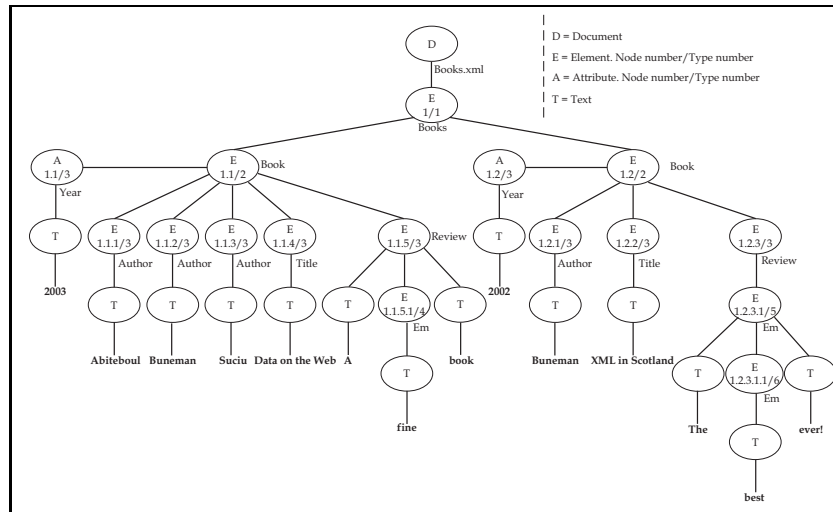 D
Books.xml
D = Document
E = Element. Node number/Type number
A = Attribute. Node number/Type number
T = Text
E
1/1
Books
A
1.1/3
Year
E
1.1/2
Book
A
1.2/3
Year
E
1.2/2
Book
T
2003
E
1.1.1/3
Author
E
1.1.2/3
Author
E
1.1.3/3
Author
E
1.1.4/3
Title
E
1.1.5/3
Review
T
2002
E
1.2.1/3
Author
E
1.2.2/3
Title
E
1.2.3/3
Review
T
Abiteboul
T
Buneman
T
Suciu
T
Data on the Web
T
A
E
1.1.5.1/4
Em
T
book
T
fine
T
Buneman
T
XML in Scotland
E
1.2.3.1/5
Em
T
The
E
1.2.3.1.1/6
Em
T
ever!
T
best